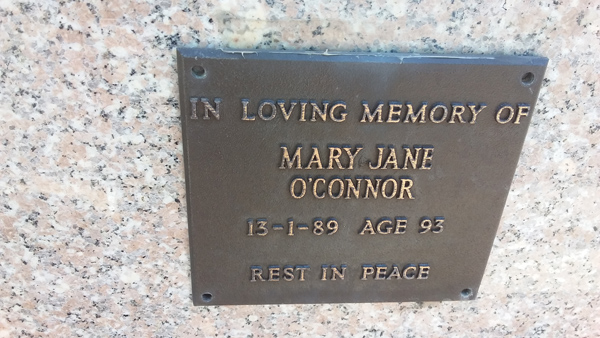 IN LOVING MEMORY OF
MARY JANE
O'CONNOR
13-1-89 AGE 93
REST IN PEACE